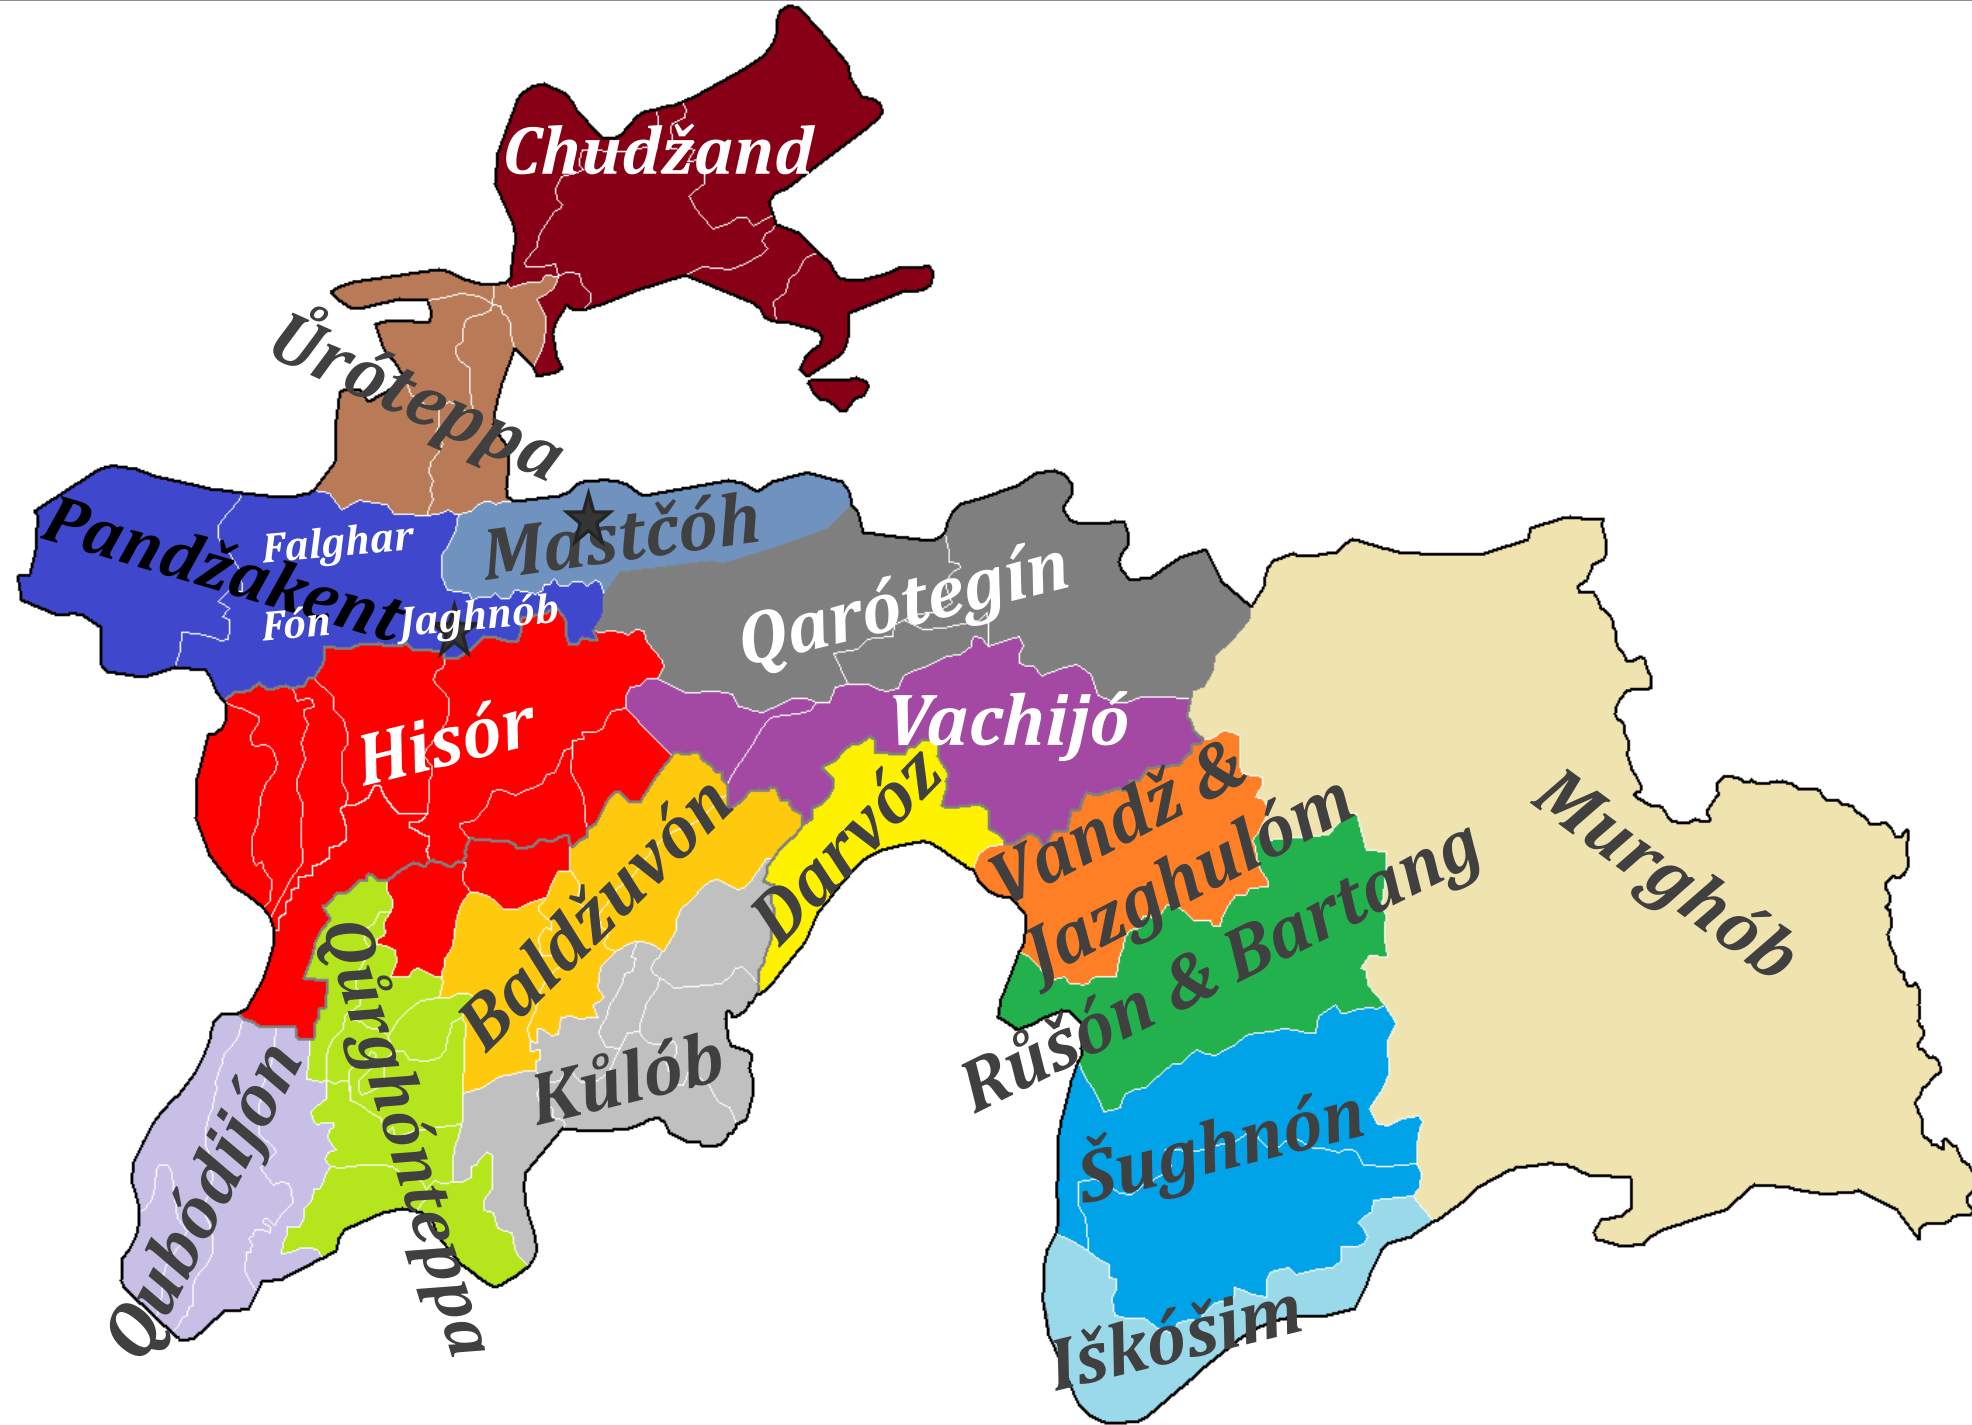 Chudžand
Ůróteppa
Pandžakent
Falghar
Fón
Jaghnób
Mastčóh
Qarótegín
Hisór
Vachijó
Darvóz
Baldžuvón
Vandž &
Jazghulóm
Murghób
Růšón & Bartang
Qůrghónteppa
Kůlób
Qubódijón
Šughnón
Iškóšim